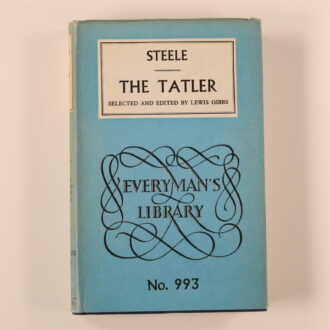 STEELE
THE TATLER
SELECTED AND EDITED BY LEWIS GIBBS
EVERYMAN'S
LIBRARY
No. 993